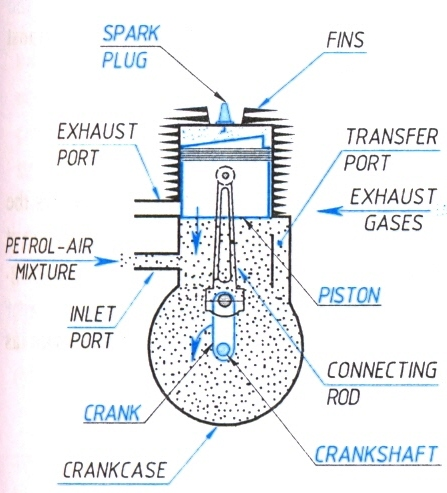 SPARK
PLUG
FINS
EXHAUST
PORT
TRANSFER
PORT
EXHAUST
GASES
PETROL-AIR
MIXTURE
PISTON
INLET
PORT
CONNECTING
ROD
CRANK
CRANKSHAFT
CRANKCASE